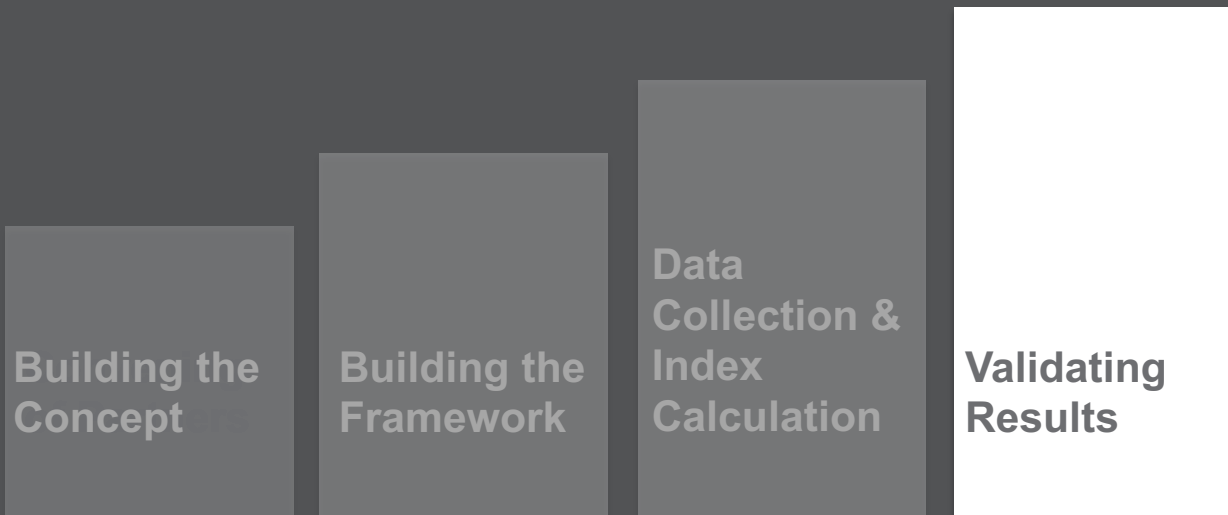 Building the
Concept
Building the
Framework
Data
Collection &
Index
Calculation
Validating
Results